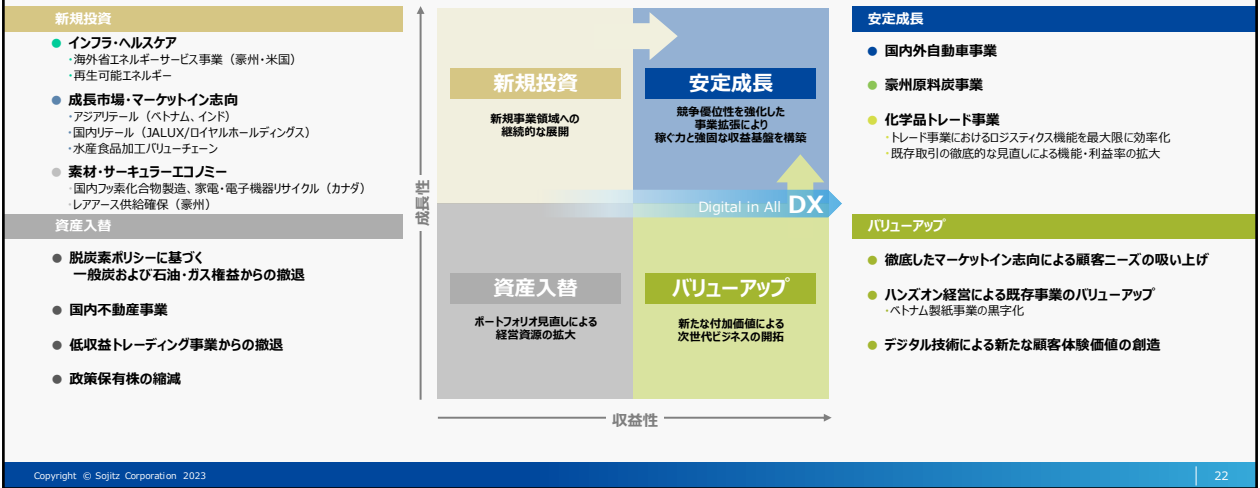 新規投資
● インフラ・ヘルスケア
・海外省エネルギーサービス事業（豪州・米国）
・再生可能エネルギー
● 成長市場・マーケットイン志向
・アジアリテール（ベトナム、インド）
・国内リテール（JALUX/ロイヤルホールディングス）
・水産食品加工バリューチェーン
● 素材・サーキュラーエコノミー
・国内フッ素化合物製造、家電・電子機器リサイクル（カナダ）
・レアアース供給確保（豪州）
資産入替
● 脱炭素ポリシーに基づく
一般炭および石油・ガス権益からの撤退
● 国内不動産事業
● 低収益トレーディング事業からの撤退
● 政策保有株の縮減
成長性
新規投資
新規事業領域への
継続的な展開
安定成長
競争優位性を強化した
事業拡張により
稼ぐ力と強固な収益基盤を構築
Digital in All DX
資産入替
ポートフォリオ見直しによる
経営資源の拡大
バリューアップ
新たな付加価値による
次世代ビジネスの開拓
収益性
安定成長
● 国内外自動車事業
● 豪州原料炭事業
● 化学品トレード事業
・トレード事業におけるロジスティクス機能を最大限に効率化
・既存取引の徹底的な見直しによる機能・利益率の拡大
バリューアップ
● 徹底したマーケットイン志向による顧客ニーズの吸い上げ
● ハンズオン経営による既存事業のバリューアップ
・ベトナム製紙事業の黒字化
● デジタル技術による新たな顧客体験価値の創造
Copyright © Sojitz Corporation 2023
22